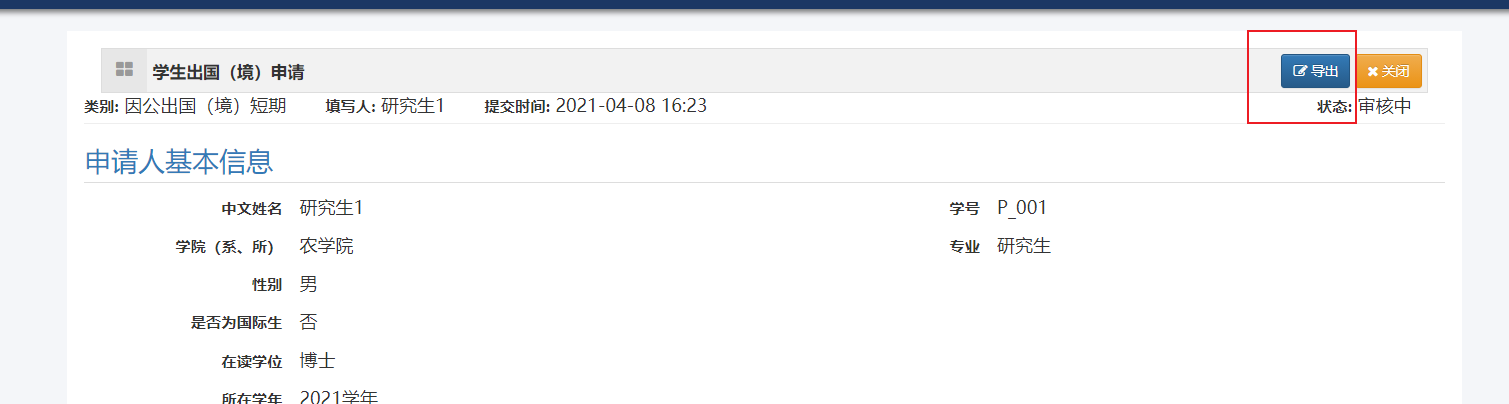 学生出国（境）申请 导出 关闭
类别: 因公出国（境）短期 填写人: 研究生1 提交时间: 2021-04-08 16:23 状态: 审核中
申请人基本信息
中文姓名 研究生1 学号 P_001
学院（系、所） 农学院 专业 研究生
性别 男
是否为国际生 否
在读学位 博士
所在学年 2021学年